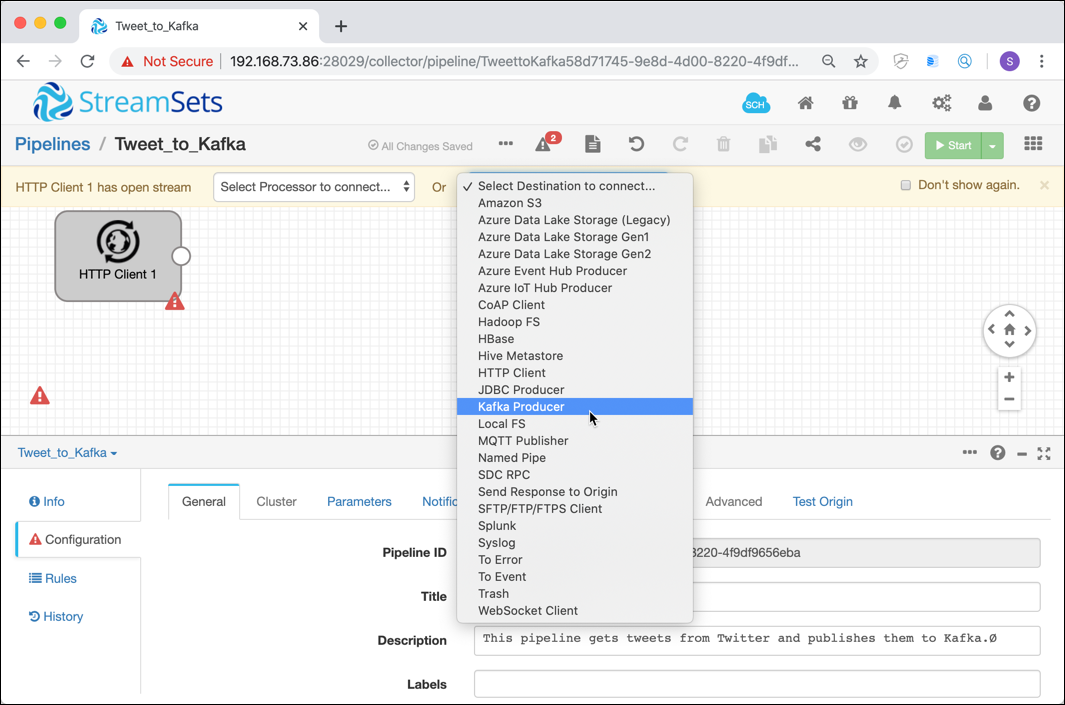 Tweet_to_Kafka
Not Secure 192.168.73.86:28029/collector/pipeline/TweettoKafka58d71745-9e8d-4d00-8220-4f9df...
S
StreamSets
SCH
Pipelines / Tweet_to_Kafka
All Changes Saved
2
Start
HTTP Client 1 has open stream
Select Processor to connect...
Or
Don't show again.
Select Destination to connect...
Amazon S3
Azure Data Lake Storage (Legacy)
Azure Data Lake Storage Gen1
Azure Data Lake Storage Gen2
Azure Event Hub Producer
Azure IoT Hub Producer
CoAP Client
Hadoop FS
HBase
Hive Metastore
HTTP Client
JDBC Producer
Kafka Producer
Local FS
MQTT Publisher
Named Pipe
SDC RPC
Send Response to Origin
SFTP/FTP/FTPS Client
Splunk
Syslog
To Error
To Event
Trash
WebSocket Client
HTTP Client 1
Tweet_to_Kafka
Info
Configuration
Rules
History
General
Cluster
Parameters
Notific
Advanced
Test Origin
Pipeline ID
8220-4f9df9656eba
Title
Description
This pipeline gets tweets from Twitter and publishes them to Kafka.Ø
Labels